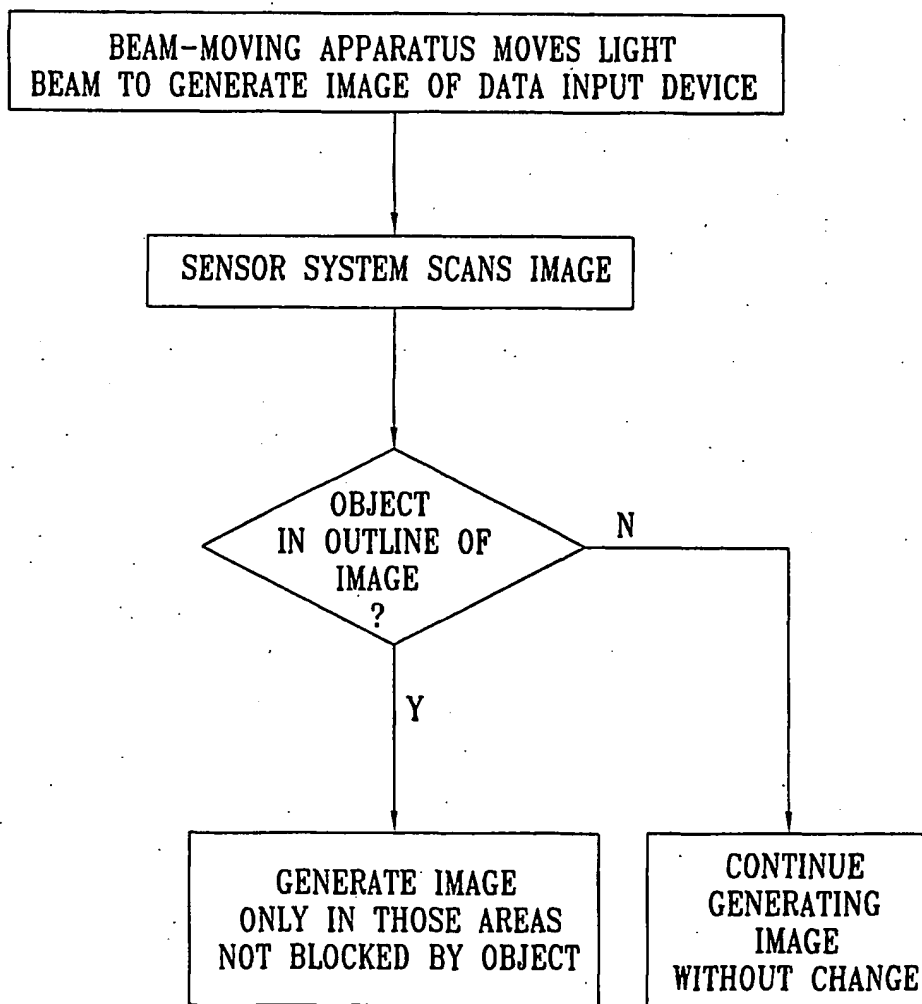 BEAM-MOVING APPARATUS MOVES LIGHT
BEAM TO GENERATE IMAGE OF DATA INPUT DEVICE
SENSOR SYSTEM SCANS IMAGE
OBJECT
IN OUTLINE OF
IMAGE
?
N
Y
GENERATE IMAGE
ONLY IN THOSE AREAS
NOT BLOCKED BY OBJECT
CONTINUE
GENERATING
IMAGE
WITHOUT CHANGE